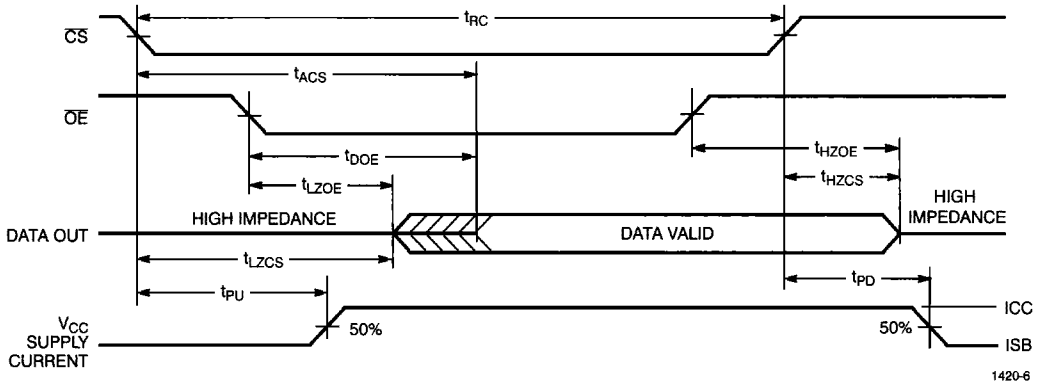 tRC
CS
tACS
OE
tDOE
tHZOE
tLZOE
tHZCS
HIGH IMPEDANCE
HIGH
IMPEDANCE
DATA OUT
DATA VALID
tLZCS
tPU
tPD
VCC
SUPPLY
CURRENT
50%
50%
ICC
ISB
1420-6